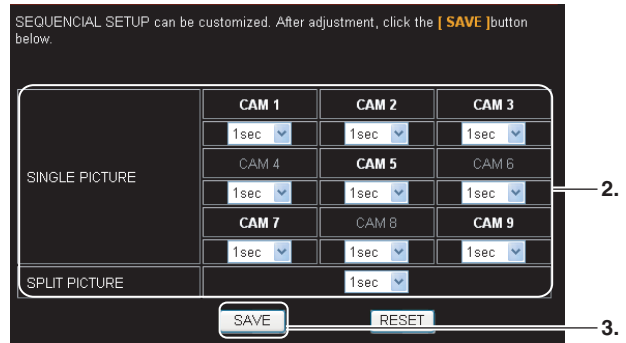 SEQUENCIAL SETUP can be customized. After adjustment, click the [ SAVE ]button
below.
CAM 1 CAM 2 CAM 3
1sec 1sec 1sec
CAM 4 CAM 5 CAM 6
SINGLE PICTURE
1sec 1sec 1sec
2.
CAM 7 CAM 8 CAM 9
1sec 1sec 1sec
SPLIT PICTURE 1sec
SAVE RESET
3.